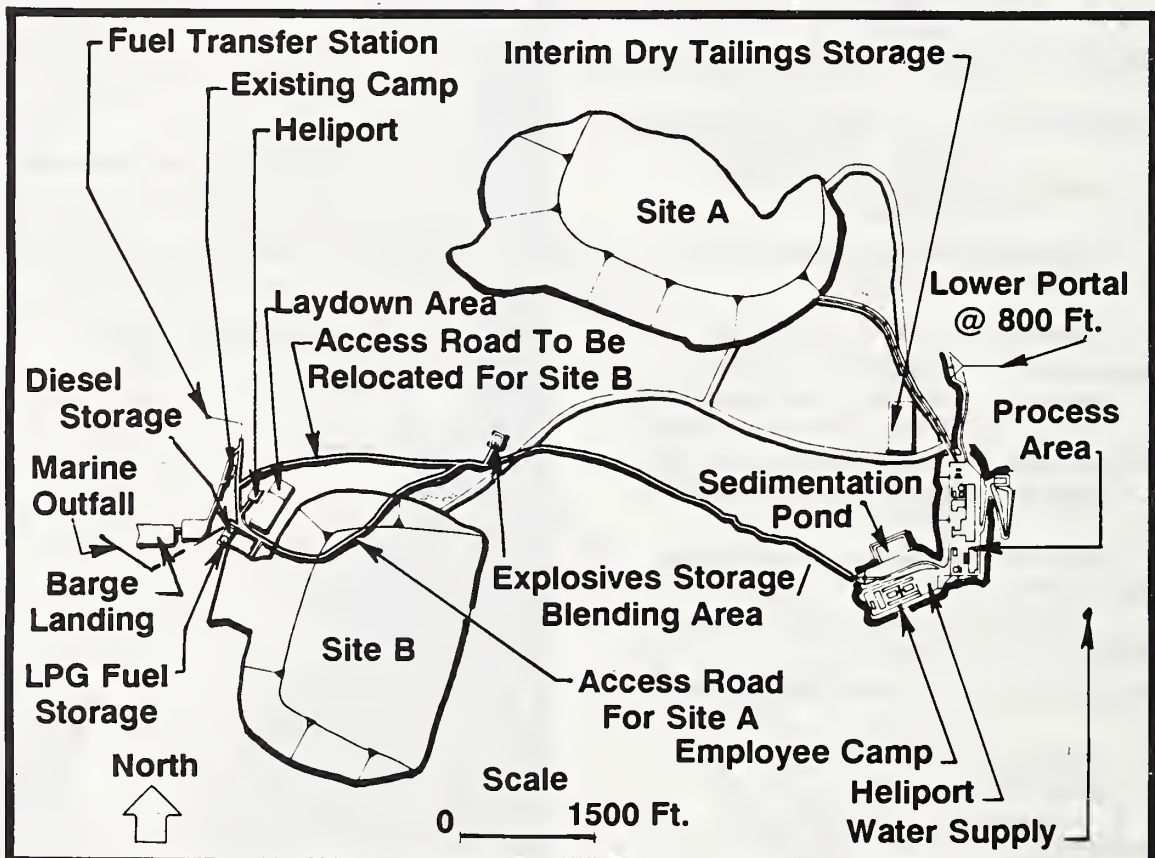 Fuel Transfer Station
Existing Camp
Heliport
Interim Dry Tailings Storage
Site A
Laydown Area
Access Road To Be
Relocated For Site B
Lower Portal
@ 800 Ft.
Diesel
Storage
Process
Area
Marine
Outfall
Sedimentation
Pond
Barge
Landing
Explosives Storage/
Blending Area
Site B
LPG Fuel
Storage
Access Road
For Site A
Employee Camp
North
Scale
0 1500 Ft.
Heliport
Water Supply